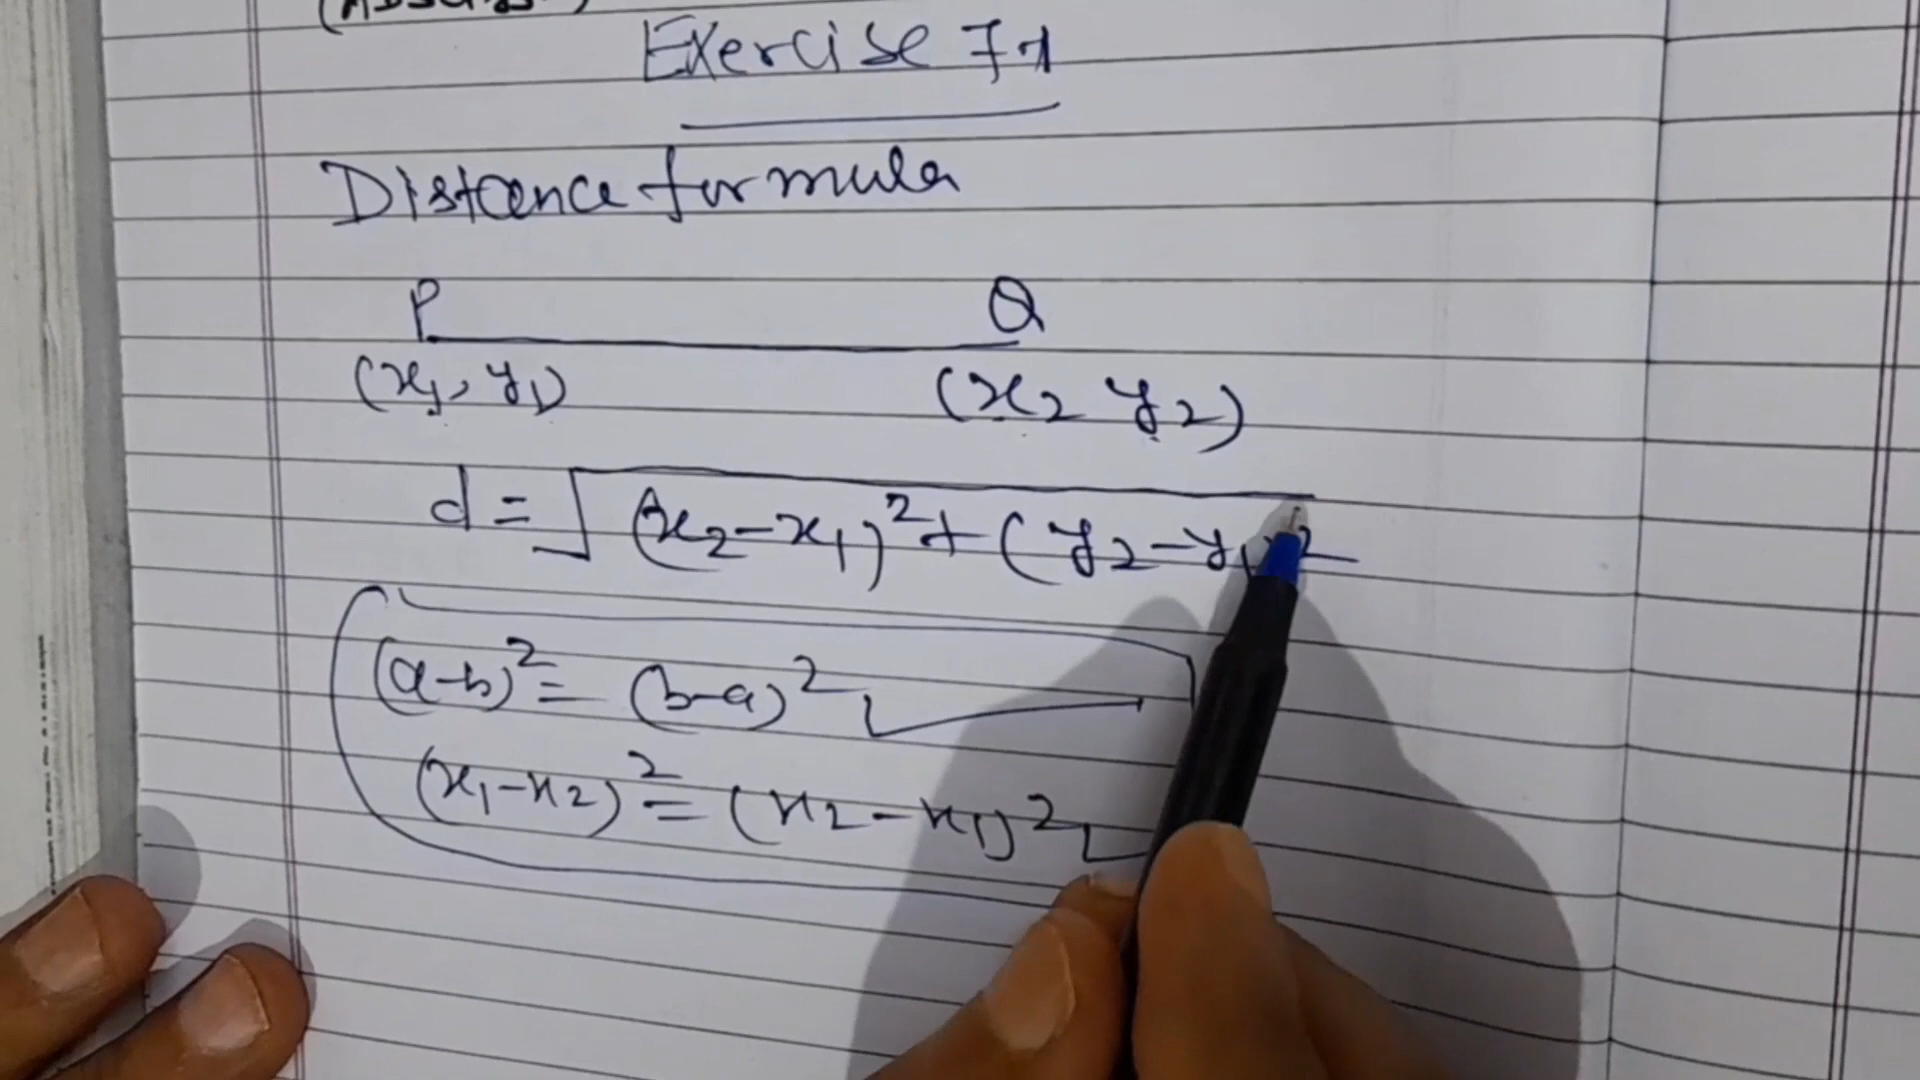 Exercise 7.1
Distance formula
P Q
(x₁, y₁) (x₂ y₂)
d = √(x₂-x₁)²+(y₂-y₁)²
(a-b)² = (b-a)²
(x₁-x₂)² = (x₂-x₁)²